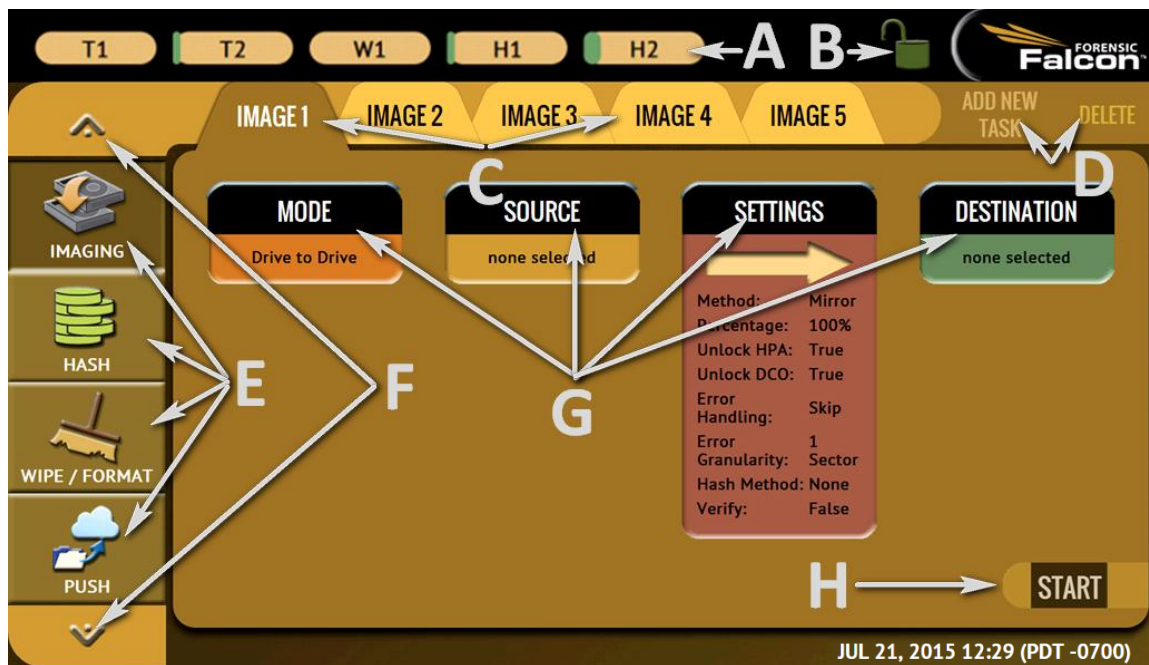 T1 T2 W1 H1 H2 A B FORENSIC
Falcon™
IMAGE 1 IMAGE 2 IMAGE 3 IMAGE 4 IMAGE 5 ADD NEW
TASK DELETE
C D
MODE SOURCE SETTINGS DESTINATION
IMAGING Drive to Drive none selected none selected
Method: Mirror
Percentage: 100%
Unlock HPA: True
HASH Unlock DCO: True
E F G
Error
Handling: Skip
Error 1
Granularity: Sector
WIPE / FORMAT Hash Method: None
Verify: False
PUSH H START
JUL 21, 2015 12:29 (PDT -0700)